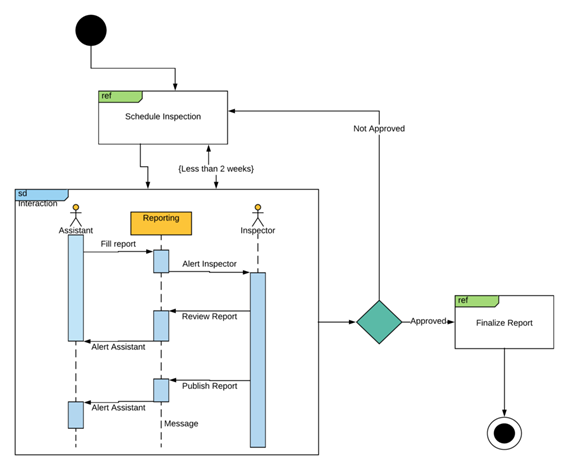 ref
Schedule Inspection
Not Approved
{Less than 2 weeks}
sd
Interaction
Assistant
Reporting
Inspector
Fill report
Alert Inspector
Review Report
Alert Assistant
Publish Report
Alert Assistant
Message
Approved
ref
Finalize Report